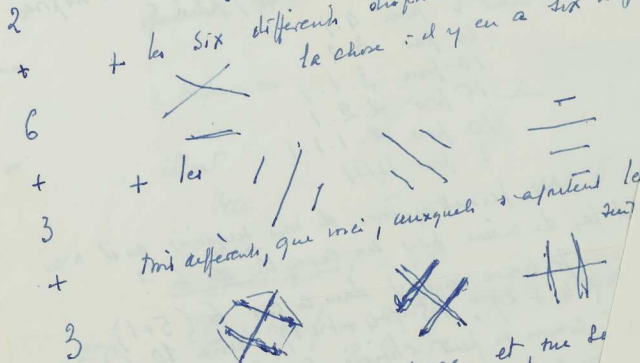 2
+ + les six différents
la chose : il y en a six
6
+ + les
3
trois différents, que voici, auxquels s'ajoutent les
+
3
et, rue